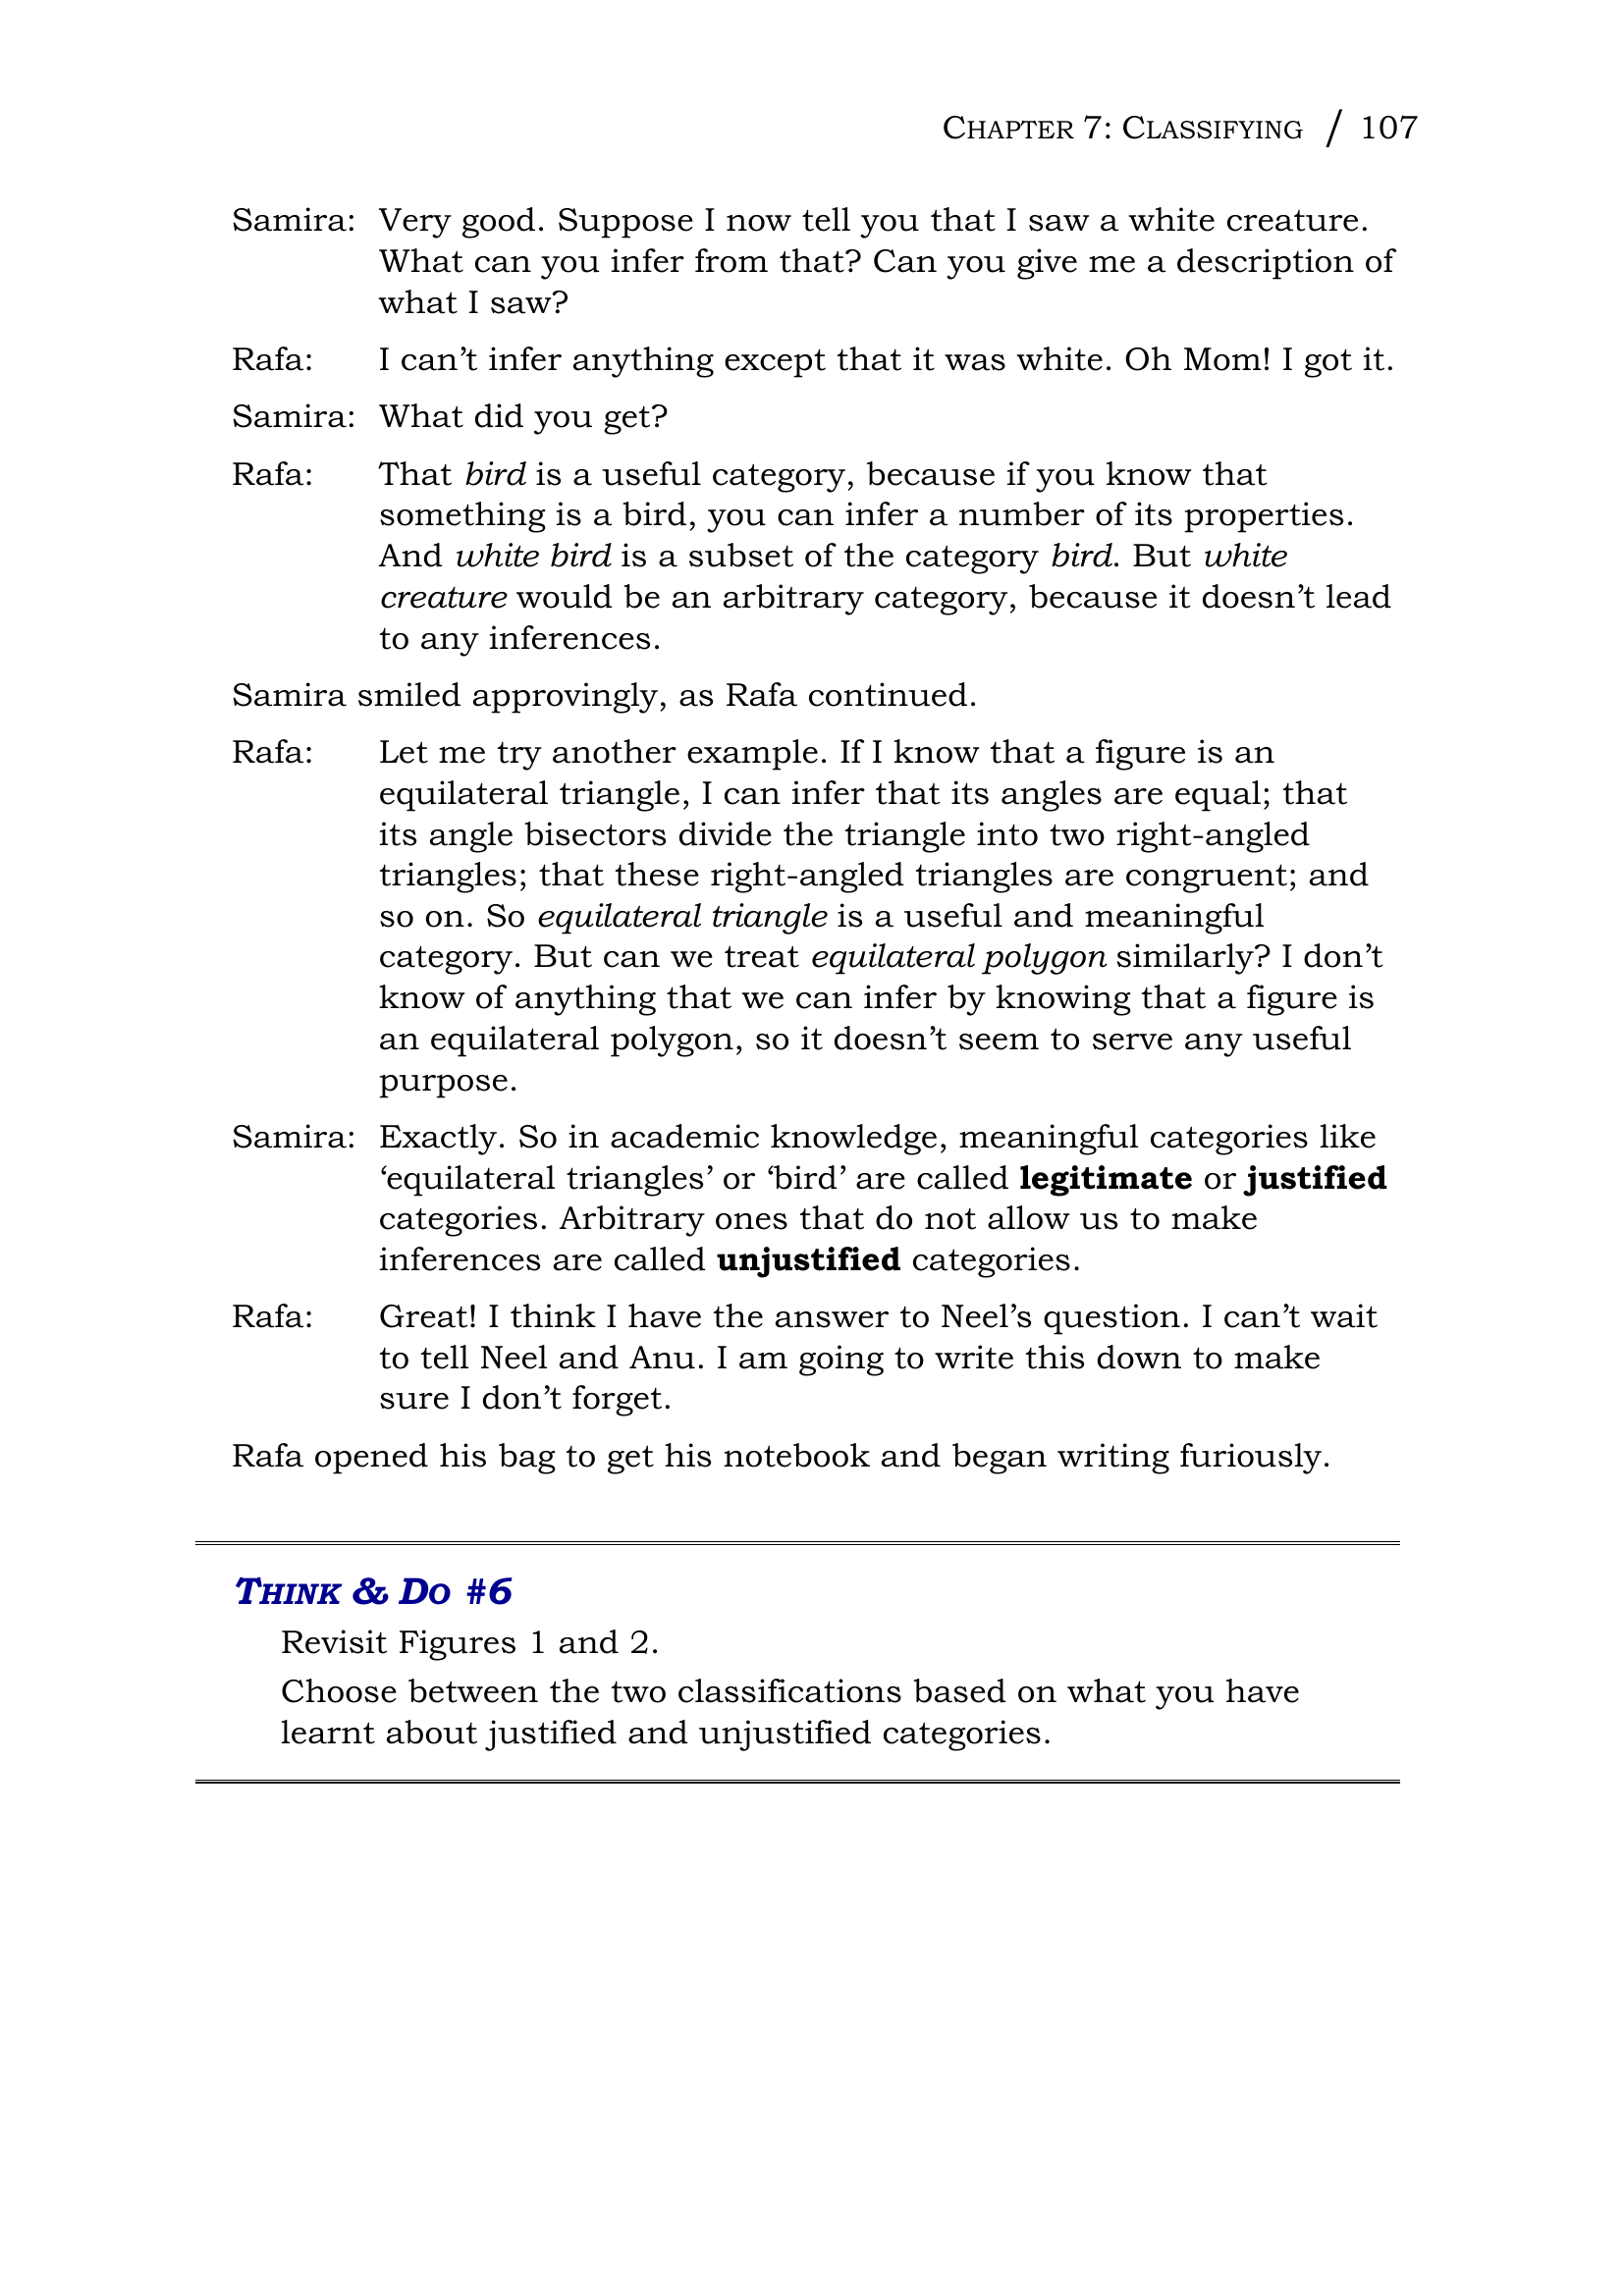 CHAPTER 7: CLASSIFYING / 107
Samira: Very good. Suppose I now tell you that I saw a white creature.
What can you infer from that? Can you give me a description of
what I saw?
Rafa: I can’t infer anything except that it was white. Oh Mom! I got it.
Samira: What did you get?
Rafa: That bird is a useful category, because if you know that
something is a bird, you can infer a number of its properties.
And white bird is a subset of the category bird. But white
creature would be an arbitrary category, because it doesn’t lead
to any inferences.
Samira smiled approvingly, as Rafa continued.
Rafa: Let me try another example. If I know that a figure is an
equilateral triangle, I can infer that its angles are equal; that
its angle bisectors divide the triangle into two right-angled
triangles; that these right-angled triangles are congruent; and
so on. So equilateral triangle is a useful and meaningful
category. But can we treat equilateral polygon similarly? I don’t
know of anything that we can infer by knowing that a figure is
an equilateral polygon, so it doesn’t seem to serve any useful
purpose.
Samira: Exactly. So in academic knowledge, meaningful categories like
‘equilateral triangles’ or ‘bird’ are called legitimate or justified
categories. Arbitrary ones that do not allow us to make
inferences are called unjustified categories.
Rafa: Great! I think I have the answer to Neel’s question. I can’t wait
to tell Neel and Anu. I am going to write this down to make
sure I don’t forget.
Rafa opened his bag to get his notebook and began writing furiously.
THINK & DO #6
Revisit Figures 1 and 2.
Choose between the two classifications based on what you have
learnt about justified and unjustified categories.